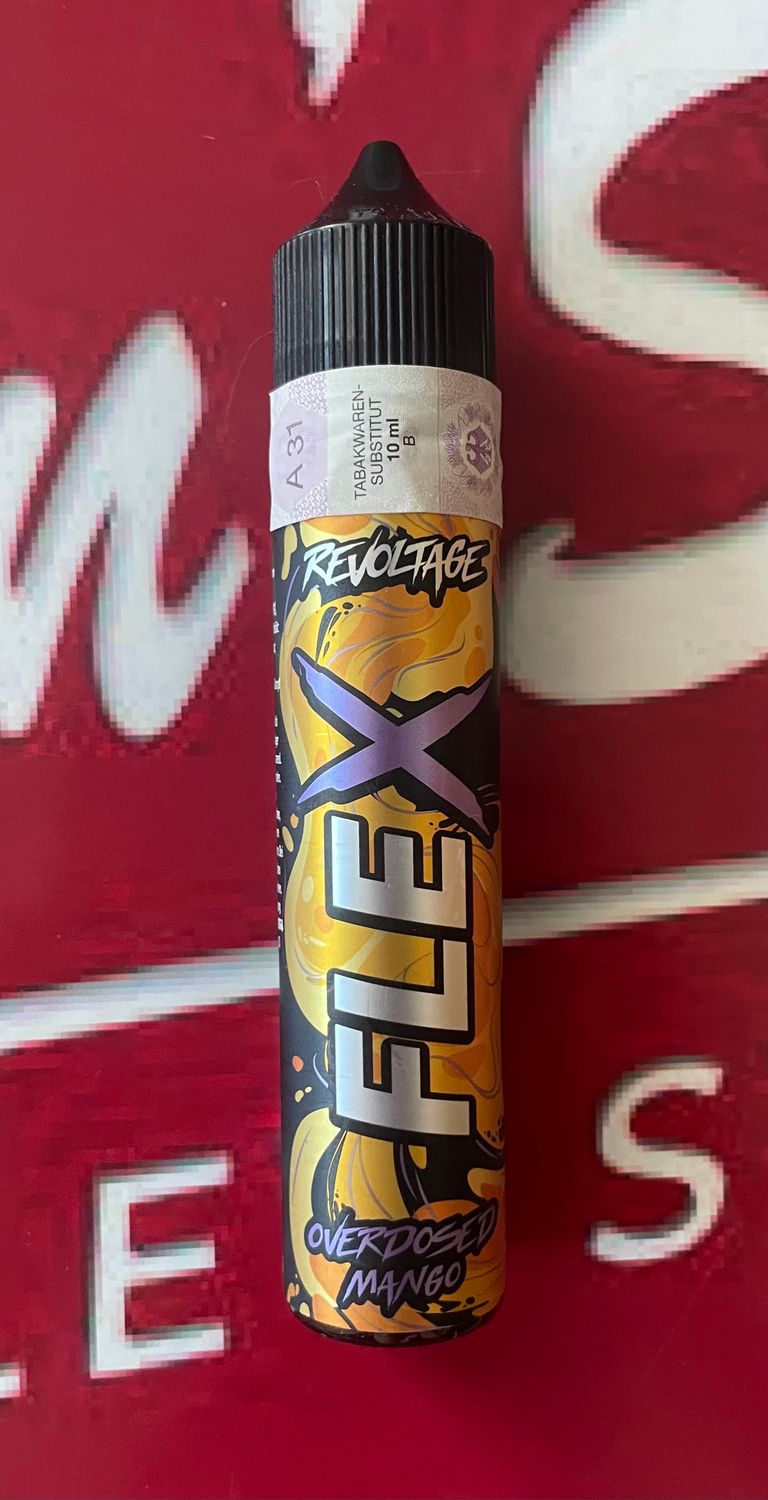 A 31
TABAKWAREN-
SUBSTITUT
10 ml
B
REVOLTAGE
FLEX
OVERDOSED
MANGO
E
S